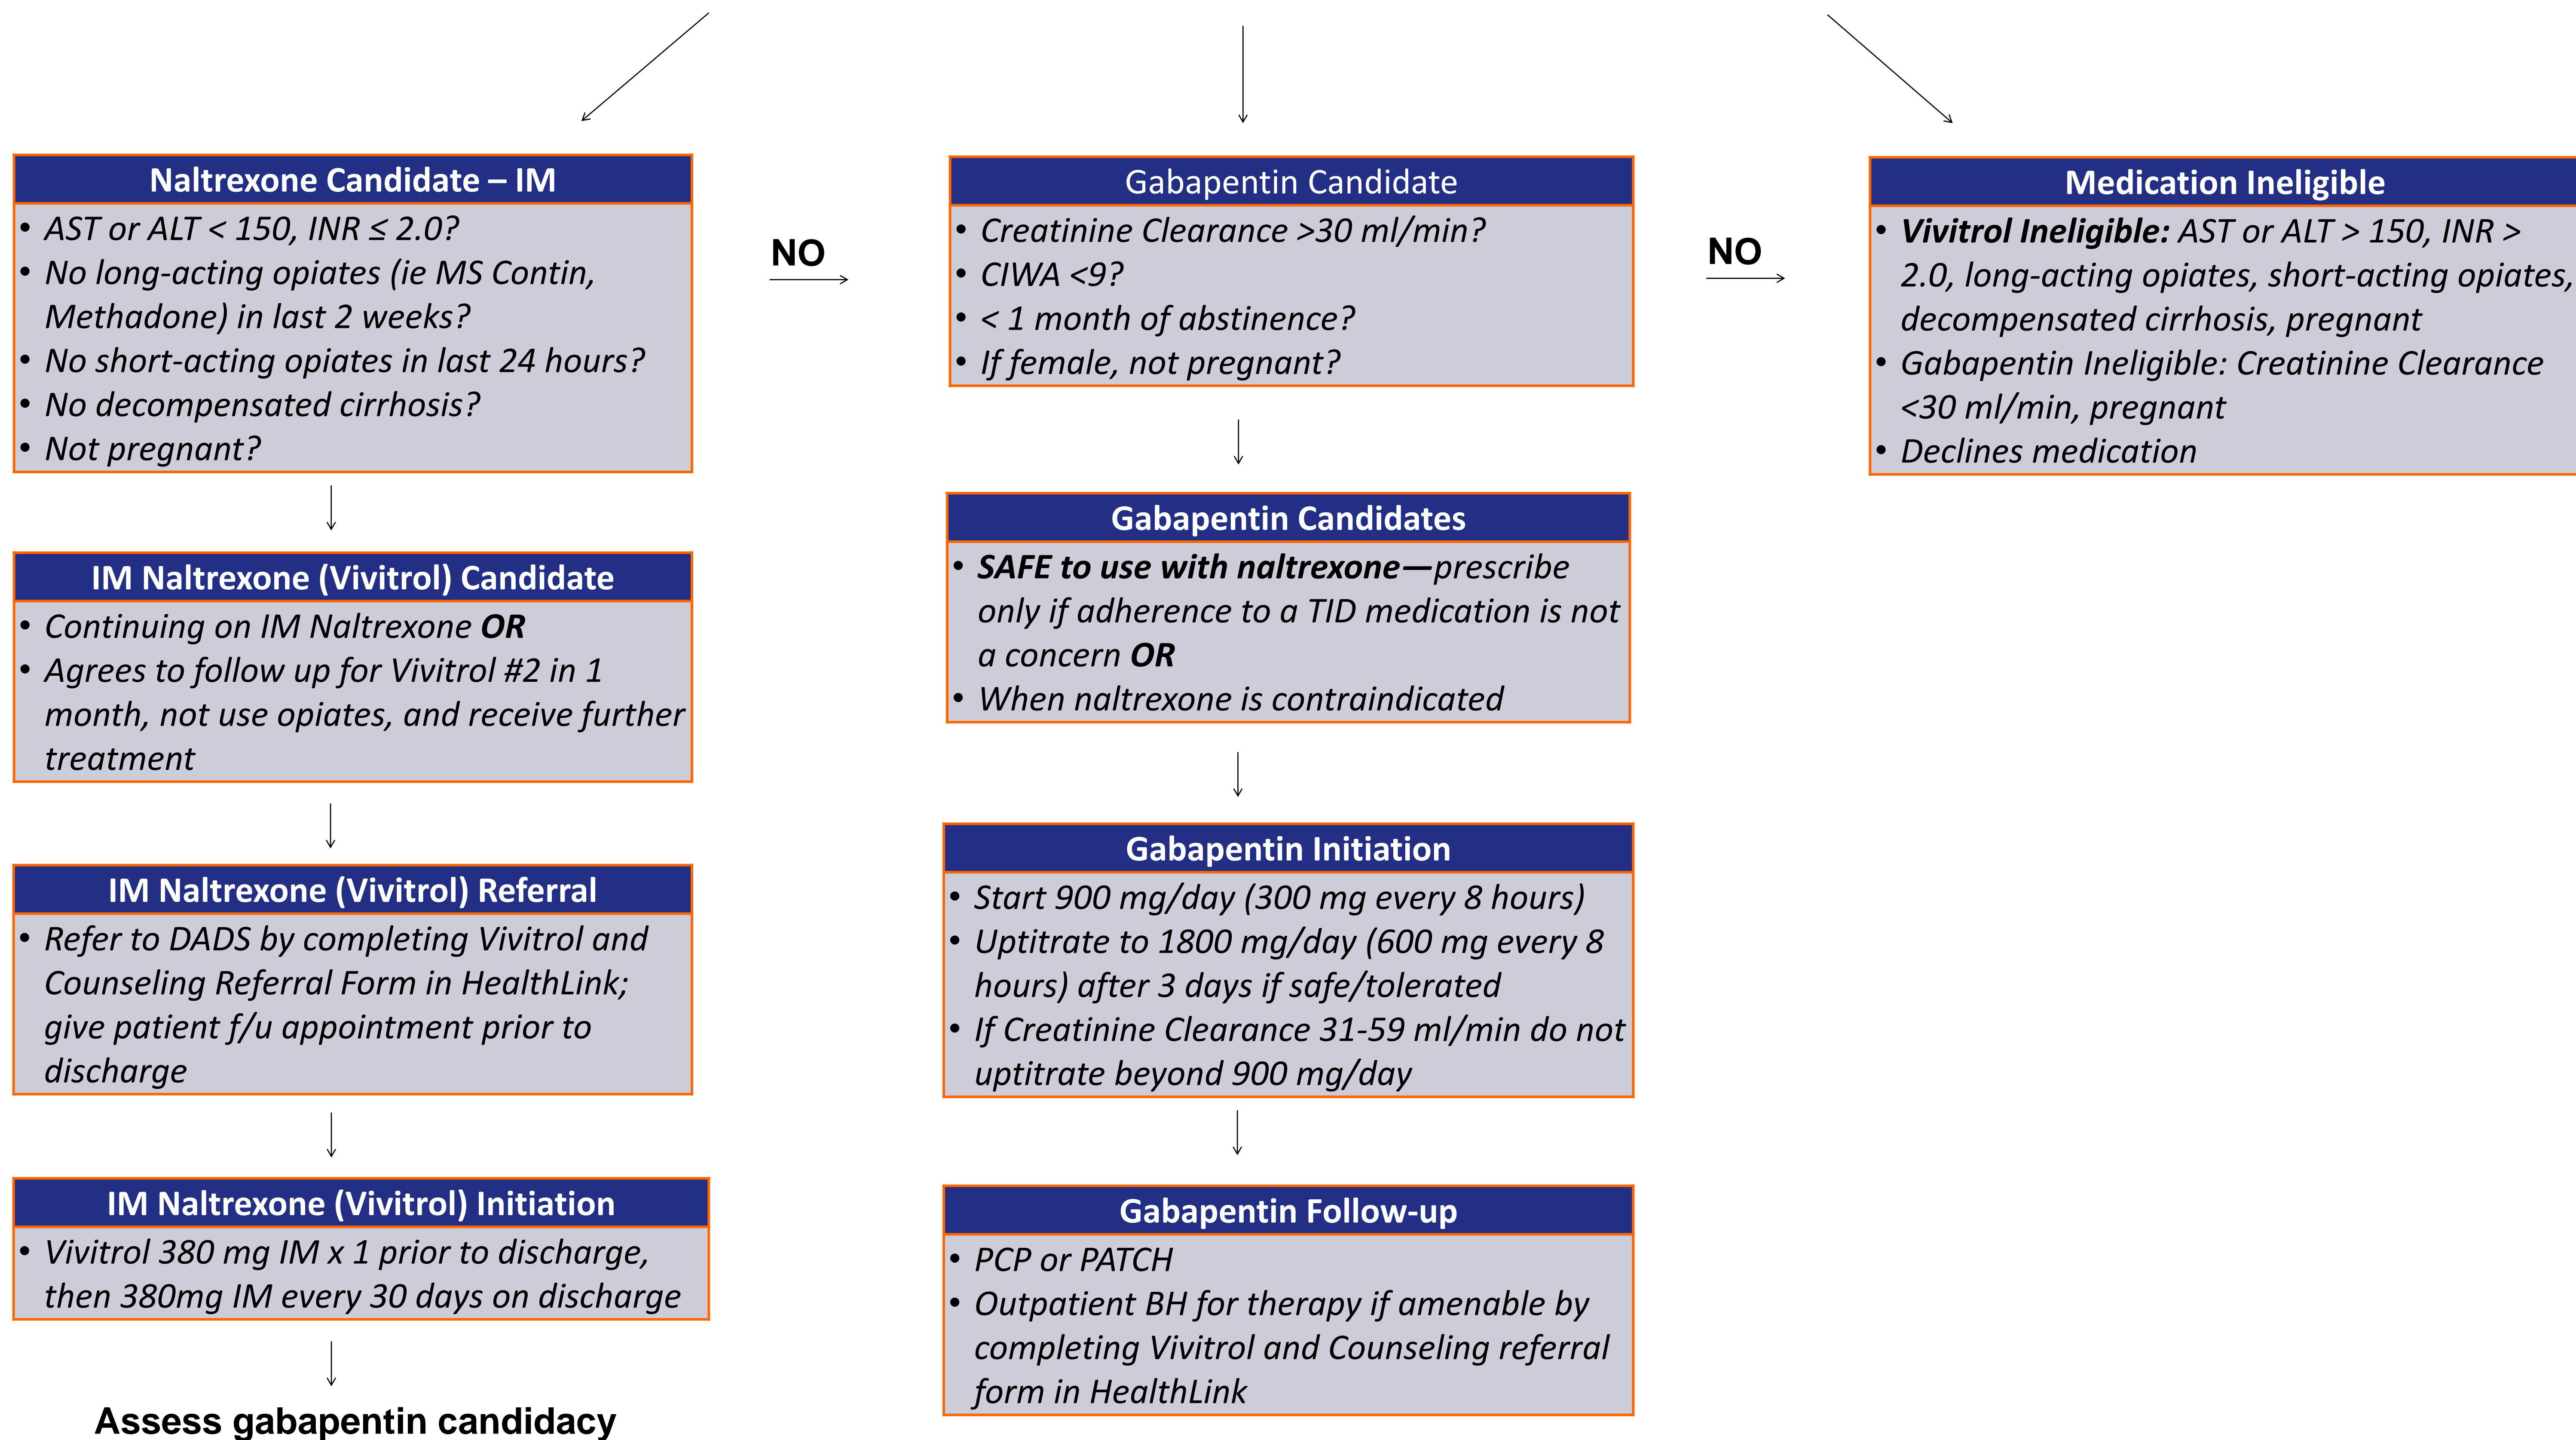 Naltrexone Candidate – IM
• AST or ALT < 150, INR ≤ 2.0?
• No long-acting opiates (ie MS Contin,
Methadone) in last 2 weeks?
• No short-acting opiates in last 24 hours?
• No decompensated cirrhosis?
• Not pregnant?
IM Naltrexone (Vivitrol) Candidate
• Continuing on IM Naltrexone OR
• Agrees to follow up for Vivitrol #2 in 1
month, not use opiates, and receive further
treatment
IM Naltrexone (Vivitrol) Referral
• Refer to DADS by completing Vivitrol and
Counseling Referral Form in HealthLink;
give patient f/u appointment prior to
discharge
IM Naltrexone (Vivitrol) Initiation
• Vivitrol 380 mg IM x 1 prior to discharge,
then 380mg IM every 30 days on discharge
Assess gabapentin candidacy
NO
Gabapentin Candidate
• Creatinine Clearance >30 ml/min?
• CIWA <9?
• < 1 month of abstinence?
• If female, not pregnant?
Gabapentin Candidates
• SAFE to use with naltrexone—prescribe
only if adherence to a TID medication is not
a concern OR
• When naltrexone is contraindicated
Gabapentin Initiation
• Start 900 mg/day (300 mg every 8 hours)
• Uptitrate to 1800 mg/day (600 mg every 8
hours) after 3 days if safe/tolerated
• If Creatinine Clearance 31-59 ml/min do not
uptitrate beyond 900 mg/day
Gabapentin Follow-up
• PCP or PATCH
• Outpatient BH for therapy if amenable by
completing Vivitrol and Counseling referral
form in HealthLink
NO
Medication Ineligible
• Vivitrol Ineligible: AST or ALT > 150, INR >
2.0, long-acting opiates, short-acting opiates,
decompensated cirrhosis, pregnant
• Gabapentin Ineligible: Creatinine Clearance
<30 ml/min, pregnant
• Declines medication